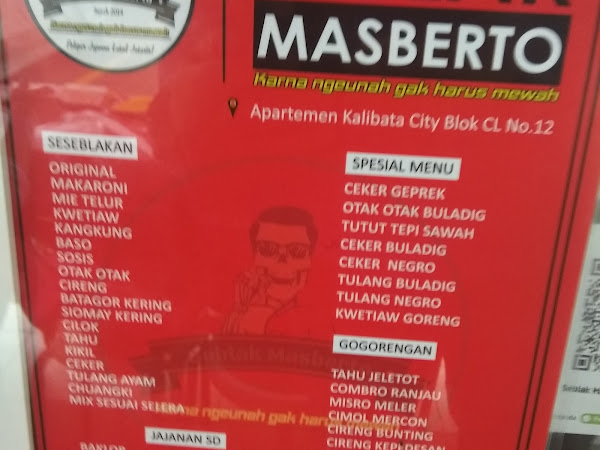 MASBERTO
Karna ngeunah gak harus mewah
Apartemen Kalibata City Blok CL No.12
SESEBLAKAN
ORIGINAL
MAKARONI
MIE TELUR
KWETIAW
KANGKUNG
BASO
SOSIS
OTAK OTAK
CIRENG
BATAGOR KERING
SIOMAY KERING
CILOK
TAHU
KIKIL
CEKER
TULANG AYAM
CHUANGKI
MIX SESUAI SELERA
JAJANAN SD
SPESIAL MENU
CEKER GEPREK
OTAK OTAK BULADIG
TUTUT TEPI SAWAH
CEKER BULADIG
CEKER NEGRO
TULANG BULADIG
TULANG NEGRO
KWETIAW GORENG
GOGORENGAN
TAHU JELETOT
COMBRO RANJAU
MISRO MELER
CIMOL MERCON
CIRENG BUNTING
CIRENG KEPEDESAN